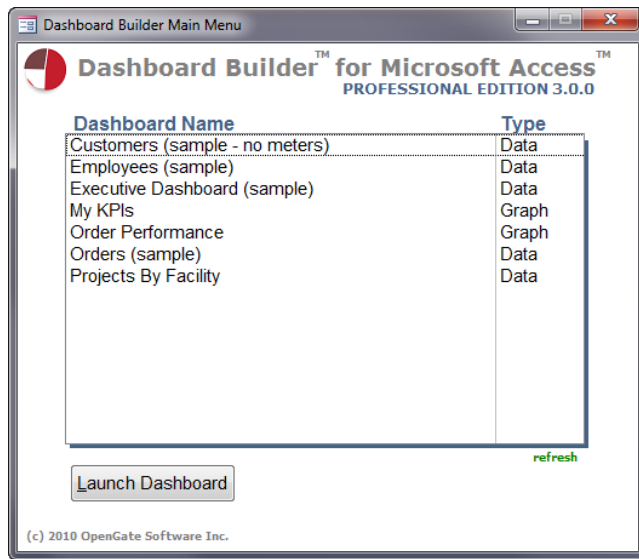 Dashboard Builder Main Menu
Dashboard Builder™ for Microsoft Access™
PROFESSIONAL EDITION 3.0.0
Dashboard Name Type
Customers (sample - no meters) Data
Employees (sample) Data
Executive Dashboard (sample) Data
My KPIs Graph
Order Performance Graph
Orders (sample) Data
Projects By Facility Data
refresh
Launch Dashboard
(c) 2010 OpenGate Software Inc.